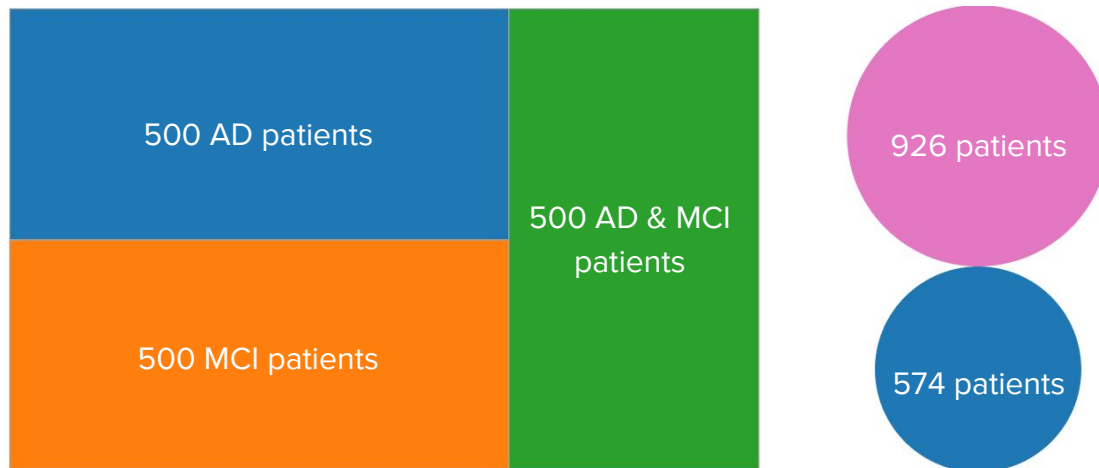 500 AD patients
500 MCI patients
500 AD & MCI
patients
926 patients
574 patients